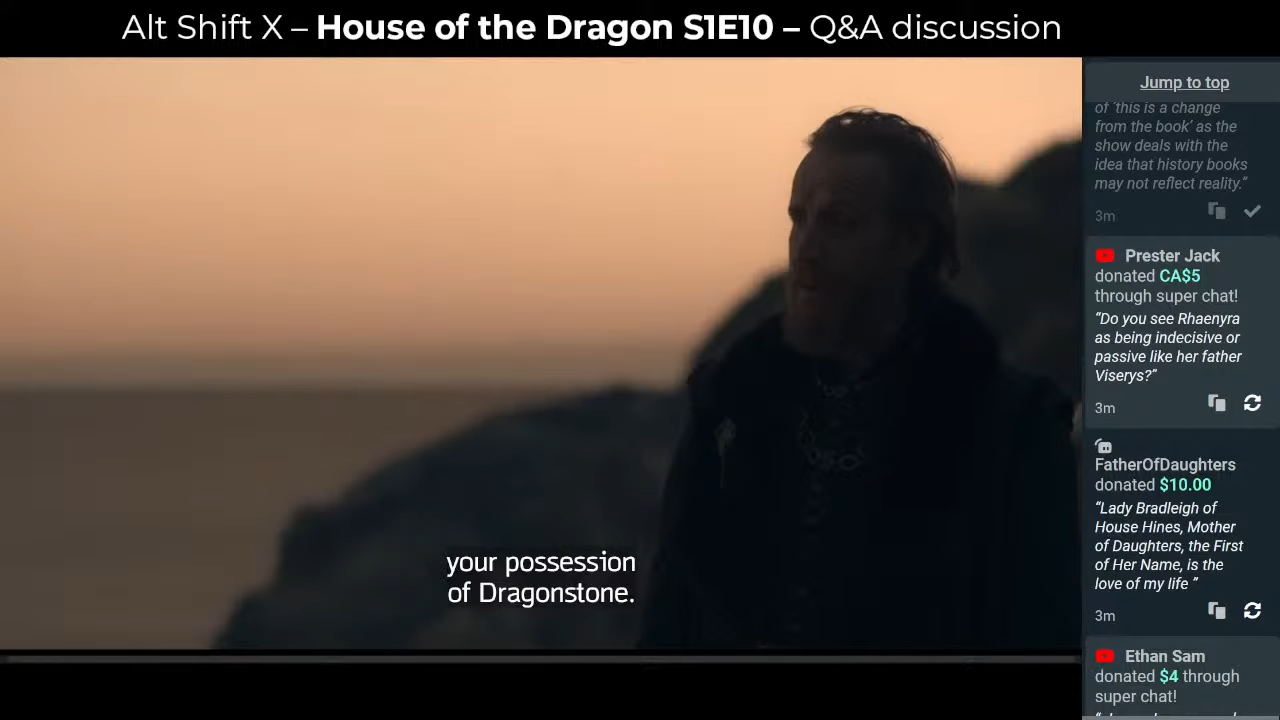 Alt Shift X – House of the Dragon S1E10 – Q&A discussion
your possession
of Dragonstone.
Jump to top
of ‘this is a change
from the book’ as the
show deals with the
idea that history books
may not reflect reality.”
3m
Prester Jack
donated CA$5
through super chat!
“Do you see Rhaenyra
as being indecisive or
passive like her father
Viserys?”
3m
FatherOfDaughters
donated $10.00
“Lady Bradleigh of
House Hines, Mother
of Daughters, the First
of Her Name, is the
love of my life ”
3m
Ethan Sam
donated $4 through
super chat!